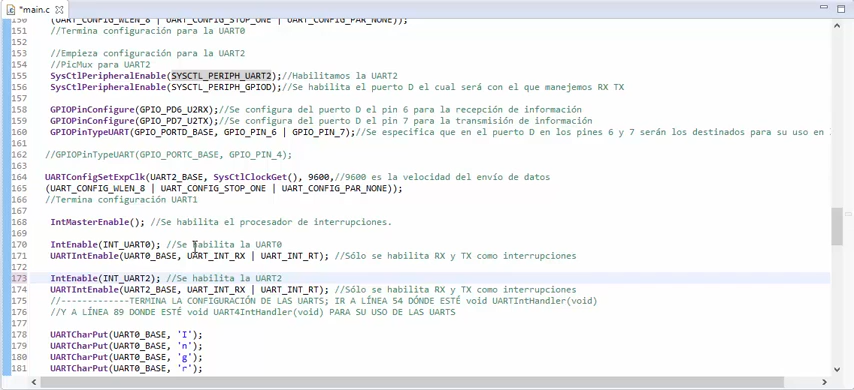 *main.c
150 (UART_CONFIG_WLEN_8 | UART_CONFIG_STOP_ONE | UART_CONFIG_PAR_NONE));
151 //Termina configuración para la UART0
152
153 //Empieza configuración para la UART2
154 //PicMux para UART2
155 SysCtlPeripheralEnable(SYSCTL_PERIPH_UART2);//Habilitamos la UART2
156 SysCtlPeripheralEnable(SYSCTL_PERIPH_GPIOD);//Se habilita el puerto D el cual será con el que manejemos RX TX
157
158 GPIOPinConfigure(GPIO_PD6_U2RX);//Se configura del puerto D el pin 6 para la recepción de información
159 GPIOPinConfigure(GPIO_PD7_U2TX);//Se configura del puerto D el pin 7 para la transmisión de información
160 GPIOPinTypeUART(GPIO_PORTD_BASE, GPIO_PIN_6 | GPIO_PIN_7);//Se especifica que en el puerto D en los pines 6 y 7 serán los destinados para su uso en l
161
162 //GPIOPinTypeUART(GPIO_PORTC_BASE, GPIO_PIN_4);
163
164 UARTConfigSetExpClk(UART2_BASE, SysCtlClockGet(), 9600,//9600 es la velocidad del envío de datos
165 (UART_CONFIG_WLEN_8 | UART_CONFIG_STOP_ONE | UART_CONFIG_PAR_NONE));
166 //Termina configuración UART1
167
168 IntMasterEnable(); //Se habilita el procesador de interrupciones.
169
170 IntEnable(INT_UART0); //Se habilita la UART0
171 UARTIntEnable(UART0_BASE, UART_INT_RX | UART_INT_RT); //Sólo se habilita RX y TX como interrupciones
172
173 IntEnable(INT_UART2); //Se habilita la UART2
174 UARTIntEnable(UART2_BASE, UART_INT_RX | UART_INT_RT); //Sólo se habilita RX y TX como interrupciones
175 //-------------TERMINA LA CONFIGURACIÓN DE LAS UARTS; IR A LÍNEA 54 DÓNDE ESTÉ void UARTIntHandler(void)
176 //Y A LÍNEA 89 DONDE ESTÉ void UART4IntHandler(void) PARA SU USO DE LAS UARTS
177
178 UARTCharPut(UART0_BASE, 'I');
179 UARTCharPut(UART0_BASE, 'n');
180 UARTCharPut(UART0_BASE, 'g');
181 UARTCharPut(UART0_BASE, 'r');